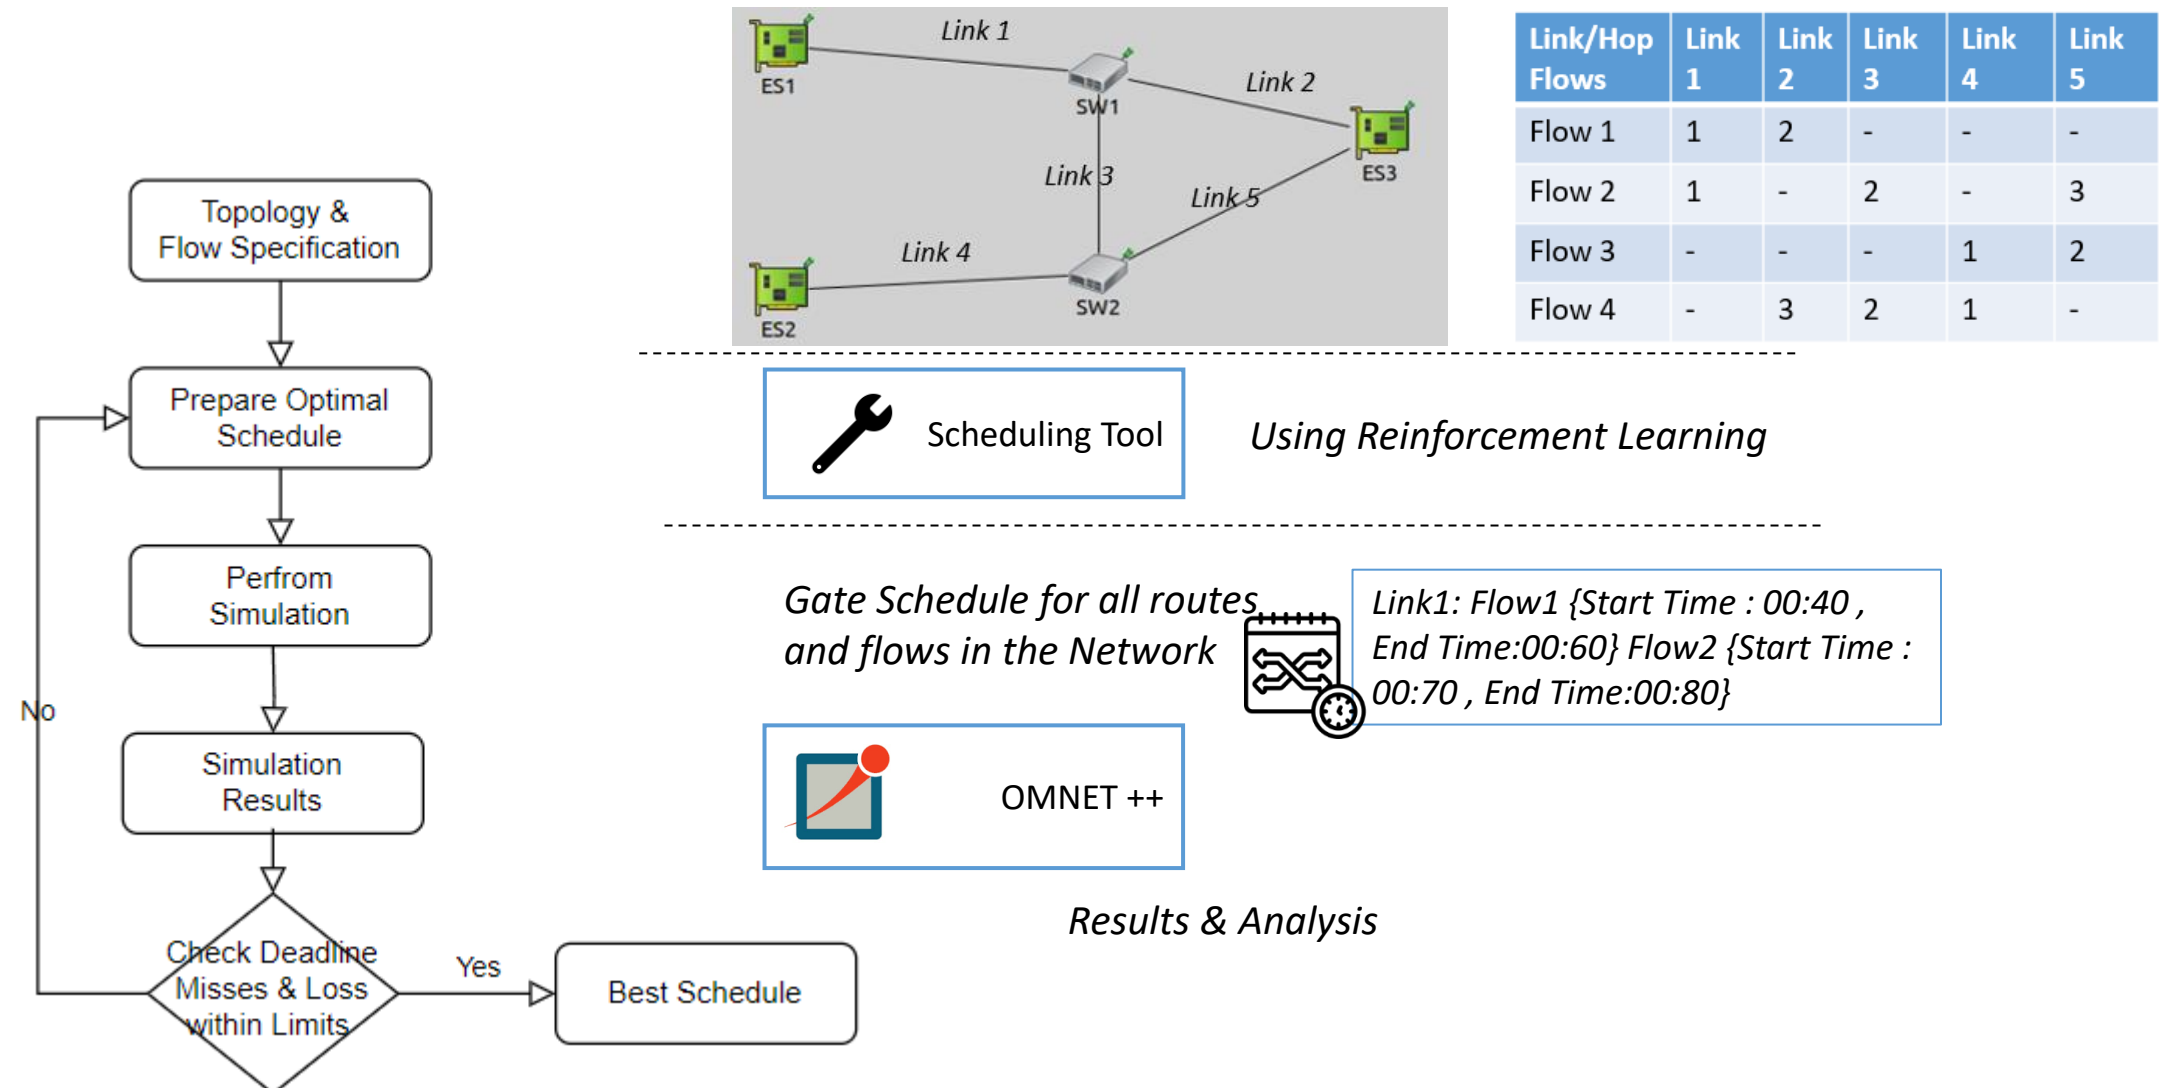 Topology &
Flow Specification
Prepare Optimal
Schedule
Perfrom
Simulation
No
Simulation
Results
Check Deadline
Misses & Loss
within Limits
Yes
Best Schedule
Link 1
ES1
SW1
Link 2
ES3
Link 3
Link 5
Link 4
ES2
SW2
Link/Hop Flows Link 1 Link 2 Link 3 Link 4 Link 5
Flow 1 1 2 - - -
Flow 2 1 - 2 - 3
Flow 3 - - - 1 2
Flow 4 - 3 2 1 -
Scheduling Tool
Using Reinforcement Learning
Gate Schedule for all routes
and flows in the Network
Link1: Flow1 {Start Time : 00:40 ,
End Time:00:60} Flow2 {Start Time :
00:70 , End Time:00:80}
OMNET ++
Results & Analysis